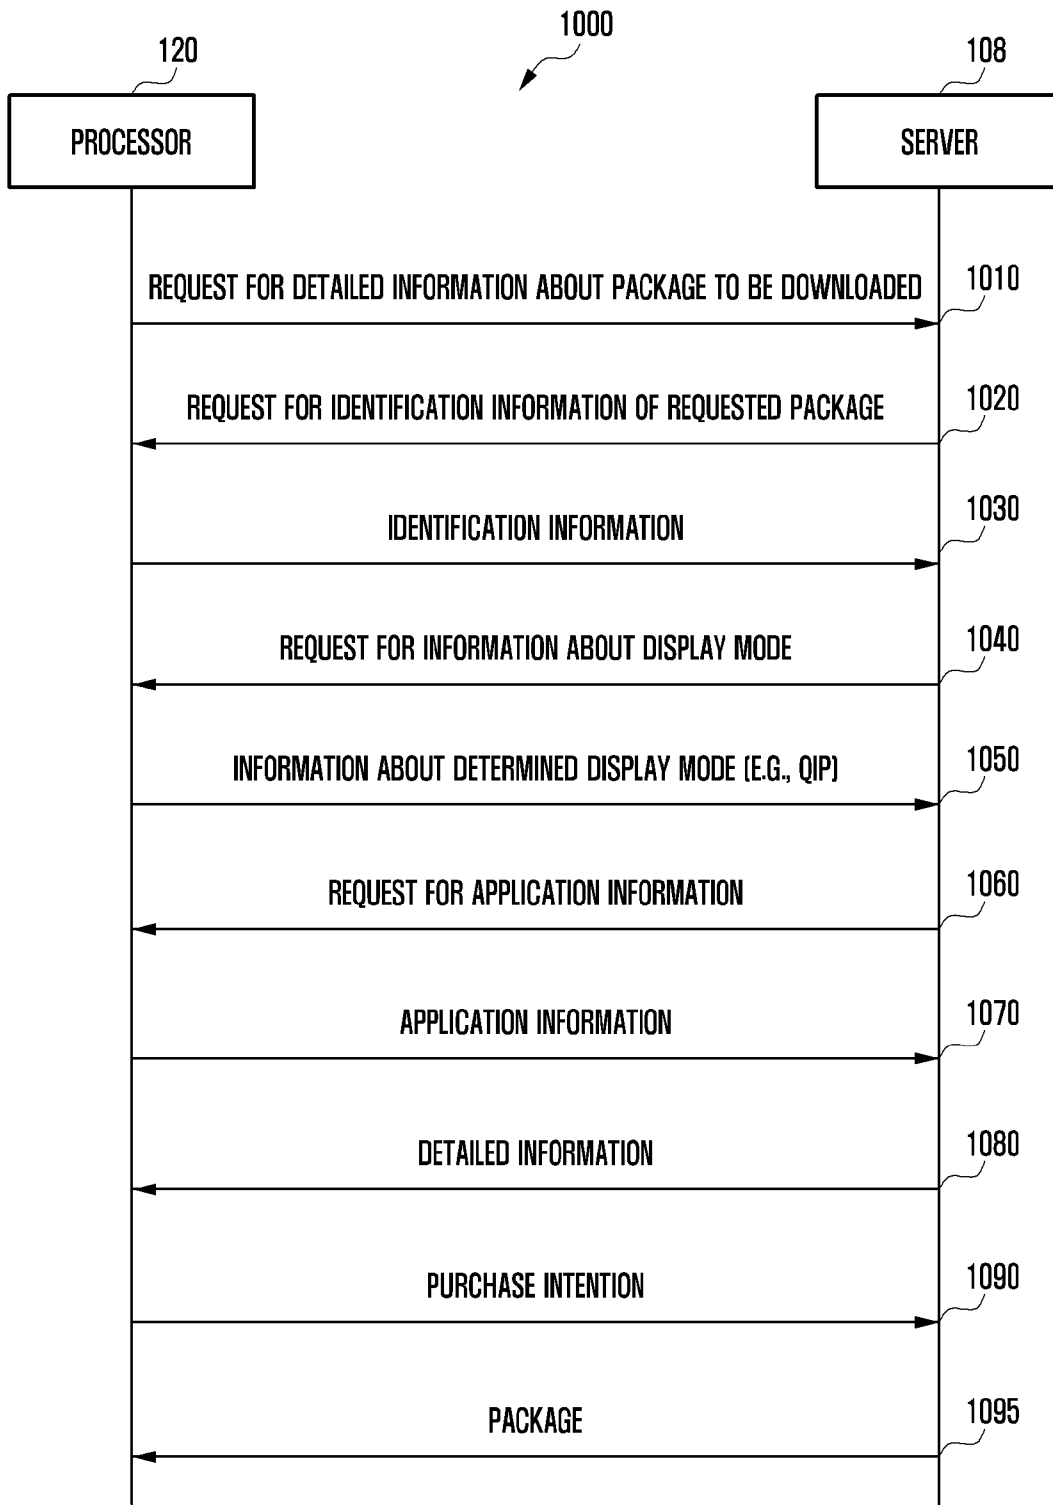 1000
120
108
PROCESSOR
SERVER
REQUEST FOR DETAILED INFORMATION ABOUT PACKAGE TO BE DOWNLOADED
1010
REQUEST FOR IDENTIFICATION INFORMATION OF REQUESTED PACKAGE
1020
IDENTIFICATION INFORMATION
1030
REQUEST FOR INFORMATION ABOUT DISPLAY MODE
1040
INFORMATION ABOUT DETERMINED DISPLAY MODE (E.G., QIP)
1050
REQUEST FOR APPLICATION INFORMATION
1060
APPLICATION INFORMATION
1070
DETAILED INFORMATION
1080
PURCHASE INTENTION
1090
PACKAGE
1095